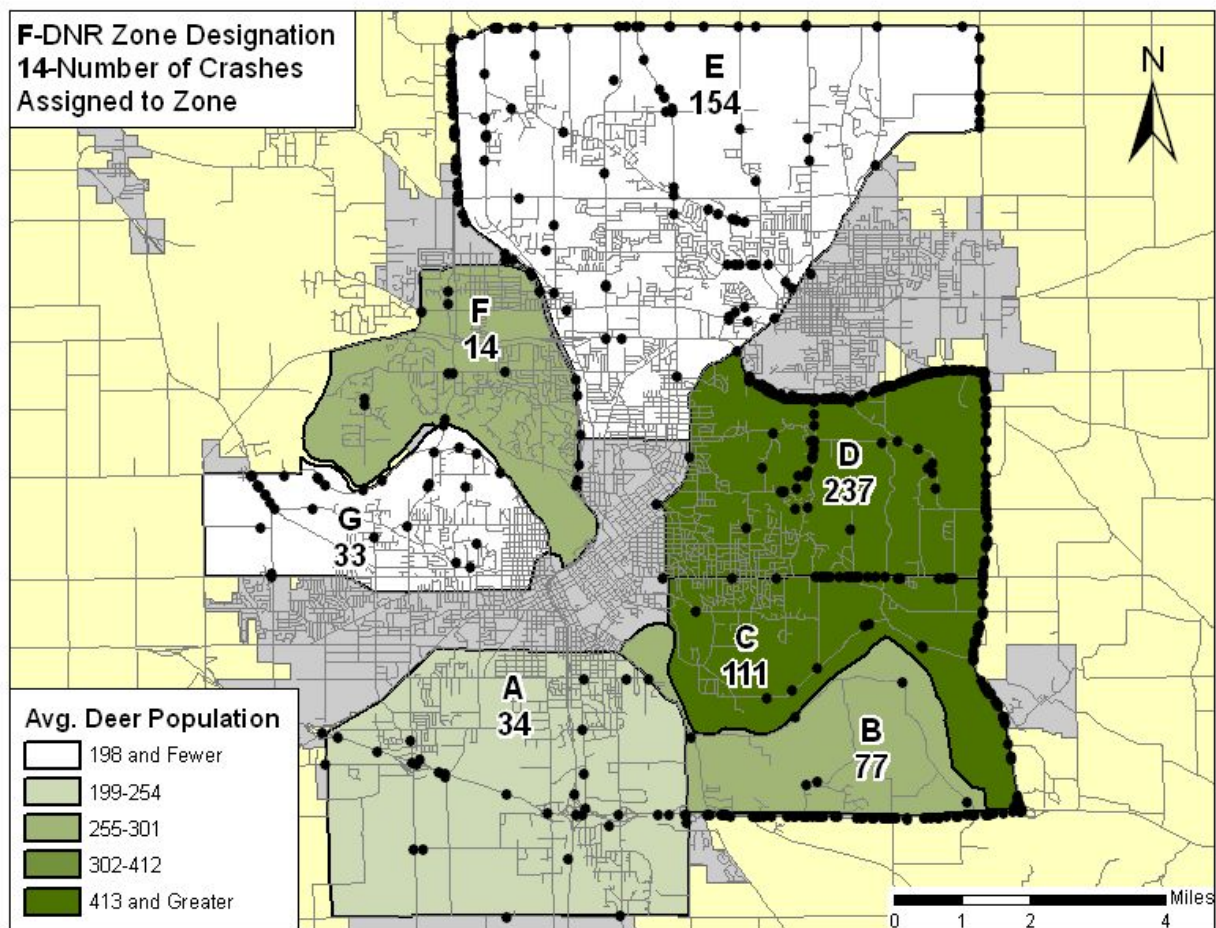 F-DNR Zone Designation
14-Number of Crashes
Assigned to Zone
N
E
154
F
14
D
237
G
33
C
111
A
34
B
77
Avg. Deer Population
198 and Fewer
199-254
255-301
302-412
413 and Greater
Miles
0 1 2 4